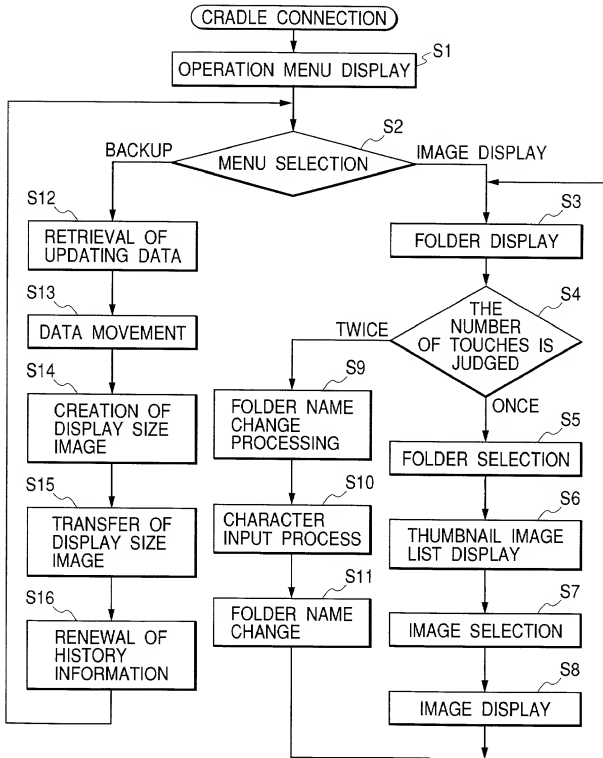 CRADLE CONNECTION
S1
OPERATION MENU DISPLAY
S2
MENU SELECTION
BACKUP
IMAGE DISPLAY
S12
RETRIEVAL OF
UPDATING DATA
S13
DATA MOVEMENT
S14
CREATION OF
DISPLAY SIZE
IMAGE
S15
TRANSFER OF
DISPLAY SIZE
IMAGE
S16
RENEWAL OF
HISTORY
INFORMATION
S3
FOLDER DISPLAY
S4
THE
NUMBER
OF TOUCHES IS
JUDGED
TWICE
ONCE
S9
FOLDER NAME
CHANGE
PROCESSING
S10
CHARACTER
INPUT PROCESS
S11
FOLDER NAME
CHANGE
S5
FOLDER SELECTION
S6
THUMBNAIL IMAGE
LIST DISPLAY
S7
IMAGE SELECTION
S8
IMAGE DISPLAY